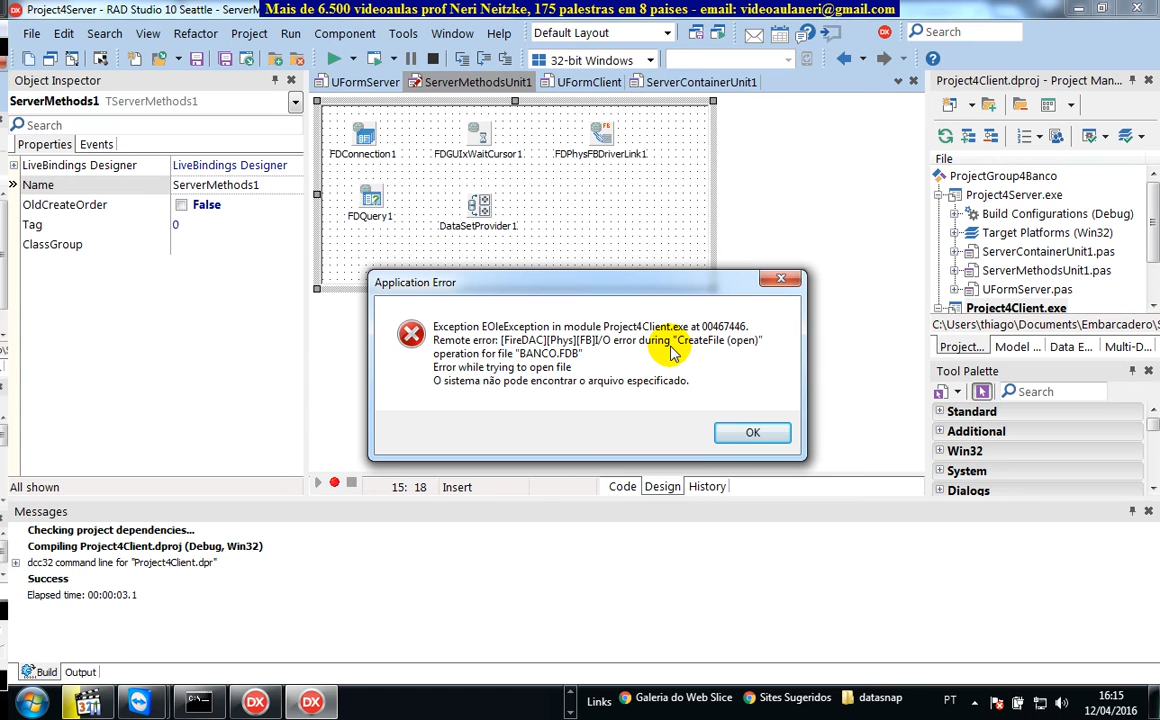 Project4Server - RAD Studio 10 Seattle - ServerM
Mais de 6.500 videoaulas prof Neri Neitzke, 175 palestras em 8 paises - email: videoaulaneri@gmail.com
File Edit Search View Refactor Project Run Component Tools Window Help
Default Layout
Search
32-bit Windows
Object Inspector
ServerMethods1 TServerMethods1
Search
Properties Events
LiveBindings Designer LiveBindings Designer
Name ServerMethods1
OldCreateOrder False
Tag 0
ClassGroup
All shown
UFormServer ServerMethodsUnit1 UFormClient ServerContainerUnit1
FDConnection1 FDGUIxWaitCursor1 FDPhysFBDriverLink1
FB
FDQuery1 DataSetProvider1
Application Error
Exception EOleException in module Project4Client.exe at 00467446.
Remote error: [FireDAC][Phys][FB]I/O error during "CreateFile (open)"
operation for file "BANCO.FDB"
Error while trying to open file
O sistema não pode encontrar o arquivo especificado.
OK
15: 18 Insert
Code Design History
Project4Client.dproj - Project Man...
File
ProjectGroup4Banco
Project4Server.exe
Build Configurations (Debug)
Target Platforms (Win32)
ServerContainerUnit1.pas
ServerMethodsUnit1.pas
UFormServer.pas
Project4Client.exe
C:\Users\thiago\Documents\Embarcadero\S
Project... Model ... Data E... Multi-D...
Tool Palette
Search
Standard
Additional
Win32
System
Dialogs
Messages
Checking project dependencies...
Compiling Project4Client.dproj (Debug, Win32)
dcc32 command line for "Project4Client.dpr"
Success
Elapsed time: 00:00:03.1
Build Output
Links Galeria do Web Slice Sites Sugeridos datasnap PT
16:15
12/04/2016